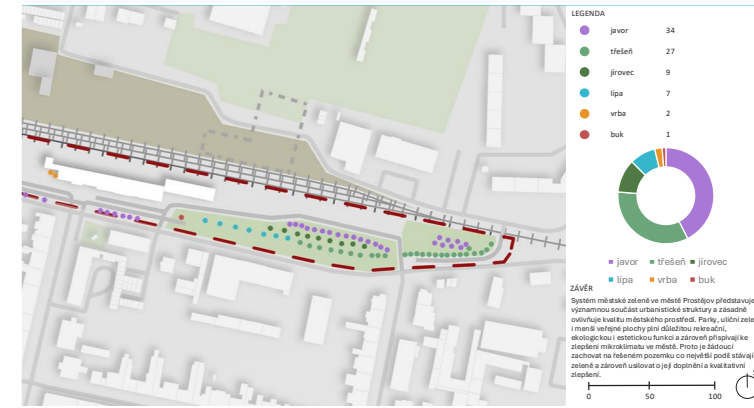 LEGENDA
javor 34
třešeň 27
jírovec 9
lípa 7
vrba 2
buk 1
javor třešeň jírovec
lípa vrba buk
ZÁVĚR
Systém městské zeleně ve městě Prostějov představuje
významnou součást urbanistické struktury a zásadně
ovlivňuje kvalitu městského prostředí. Parky, uliční zele
i menší veřejné plochy plní důležitou rekreační,
ekologickou i estetickou funkci a zároveň přispívají ke
zlepšení mikroklimatu ve městě. Proto je žádoucí
zachovat na řešeném pozemku co největší podíl stávají
zeleně a zároveň usilovat o její doplnění a kvalitativní
zlepšení.
0 50 100